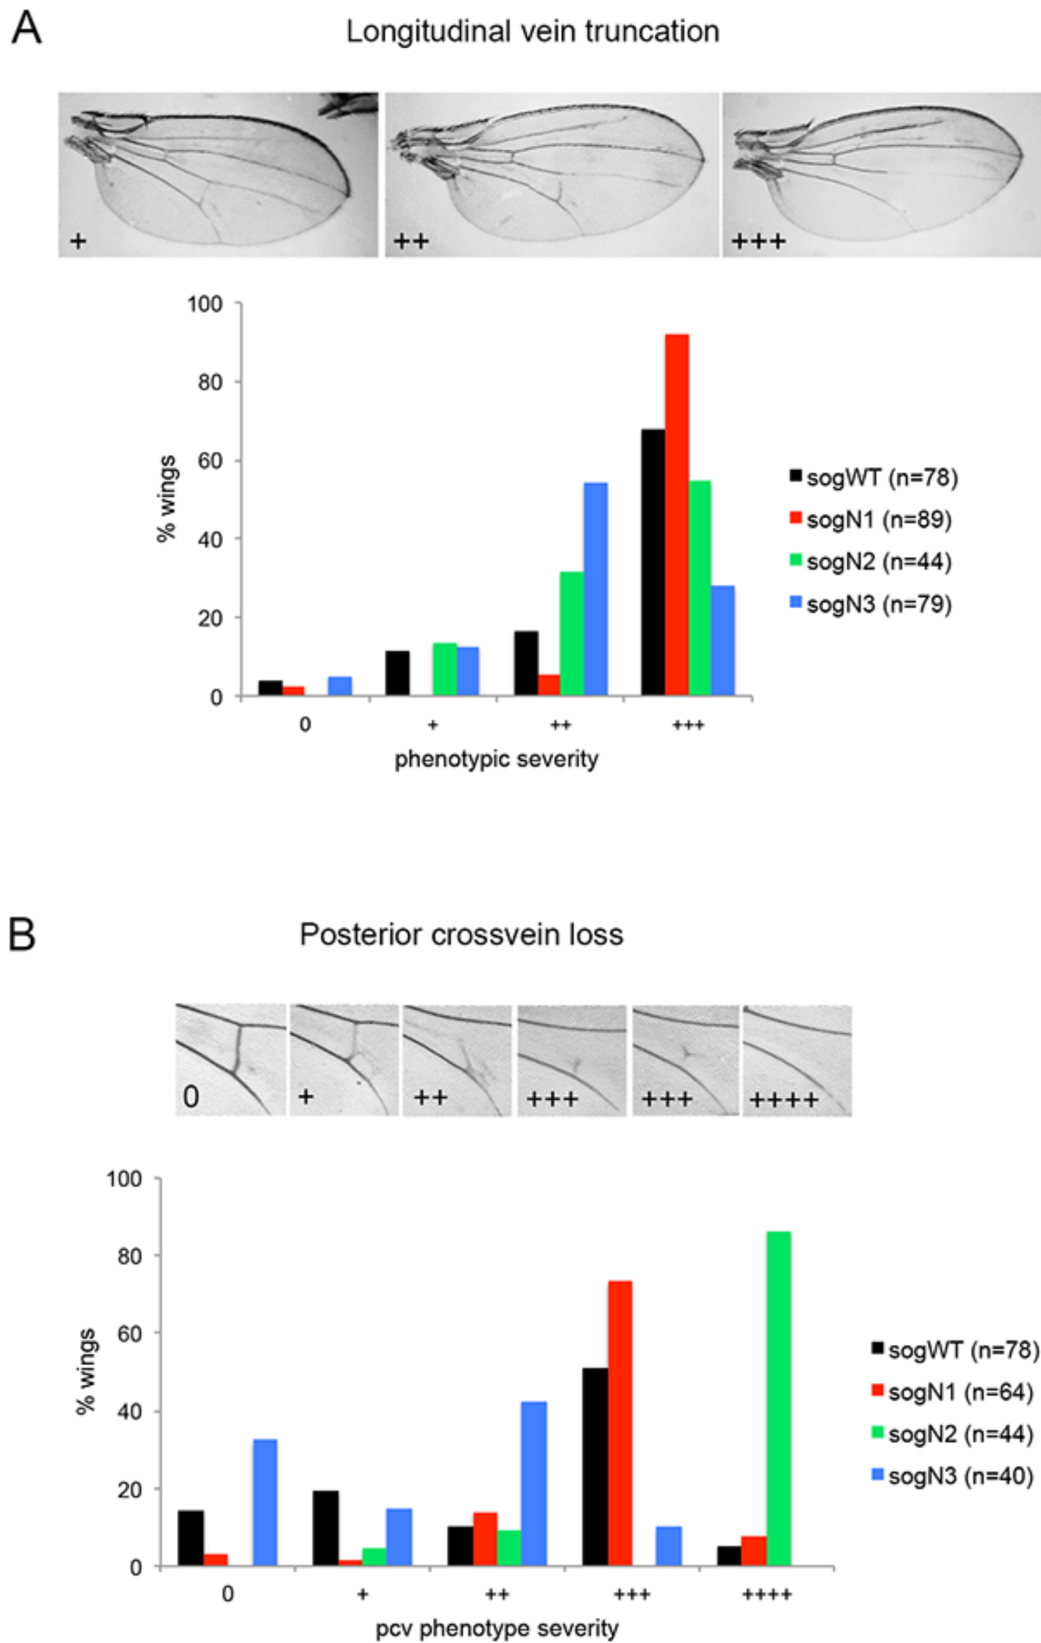 A
Longitudinal vein truncation
+
++
+++
100
80
60
40
20
0
% wings
0
+
++
+++
phenotypic severity
sogWT (n=78)
sogN1 (n=89)
sogN2 (n=44)
sogN3 (n=79)
B
Posterior crossvein loss
0
+
++
+++
+++
++++
100
80
60
40
20
0
% wings
0
+
++
+++
++++
pcv phenotype severity
sogWT (n=78)
sogN1 (n=64)
sogN2 (n=44)
sogN3 (n=40)